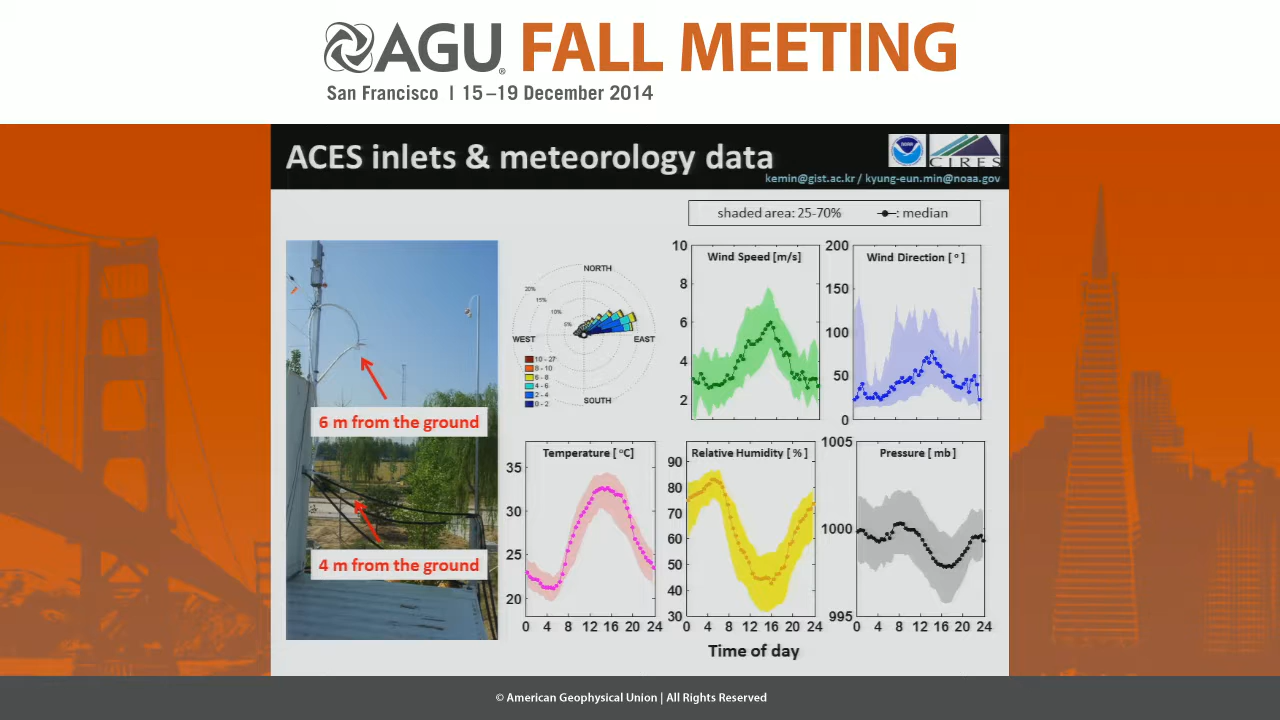 AGU® FALL MEETING
San Francisco | 15–19 December 2014
ACES inlets & meteorology data
NOAA
CIRES
kemin@gist.ac.kr / kyung-eun.min@noaa.gov
shaded area: 25-70% : median
6 m from the ground
4 m from the ground
NORTH
20%
15%
10%
5%
WEST
EAST
SOUTH
10 - 27
8 - 10
6 - 8
4 - 6
2 - 4
0 - 2
Wind Speed [m/s]
10
8
6
4
2
Wind Direction [ o ]
200
150
100
50
0
Temperature [ oC]
35
30
25
20
0 4 8 12 16 20 24
Relative Humidity [ % ]
90
80
70
60
50
40
30
0 4 8 12 16 20 24
Pressure [ mb ]
1005
1000
995
0 4 8 12 16 20 24
Time of day
© American Geophysical Union | All Rights Reserved